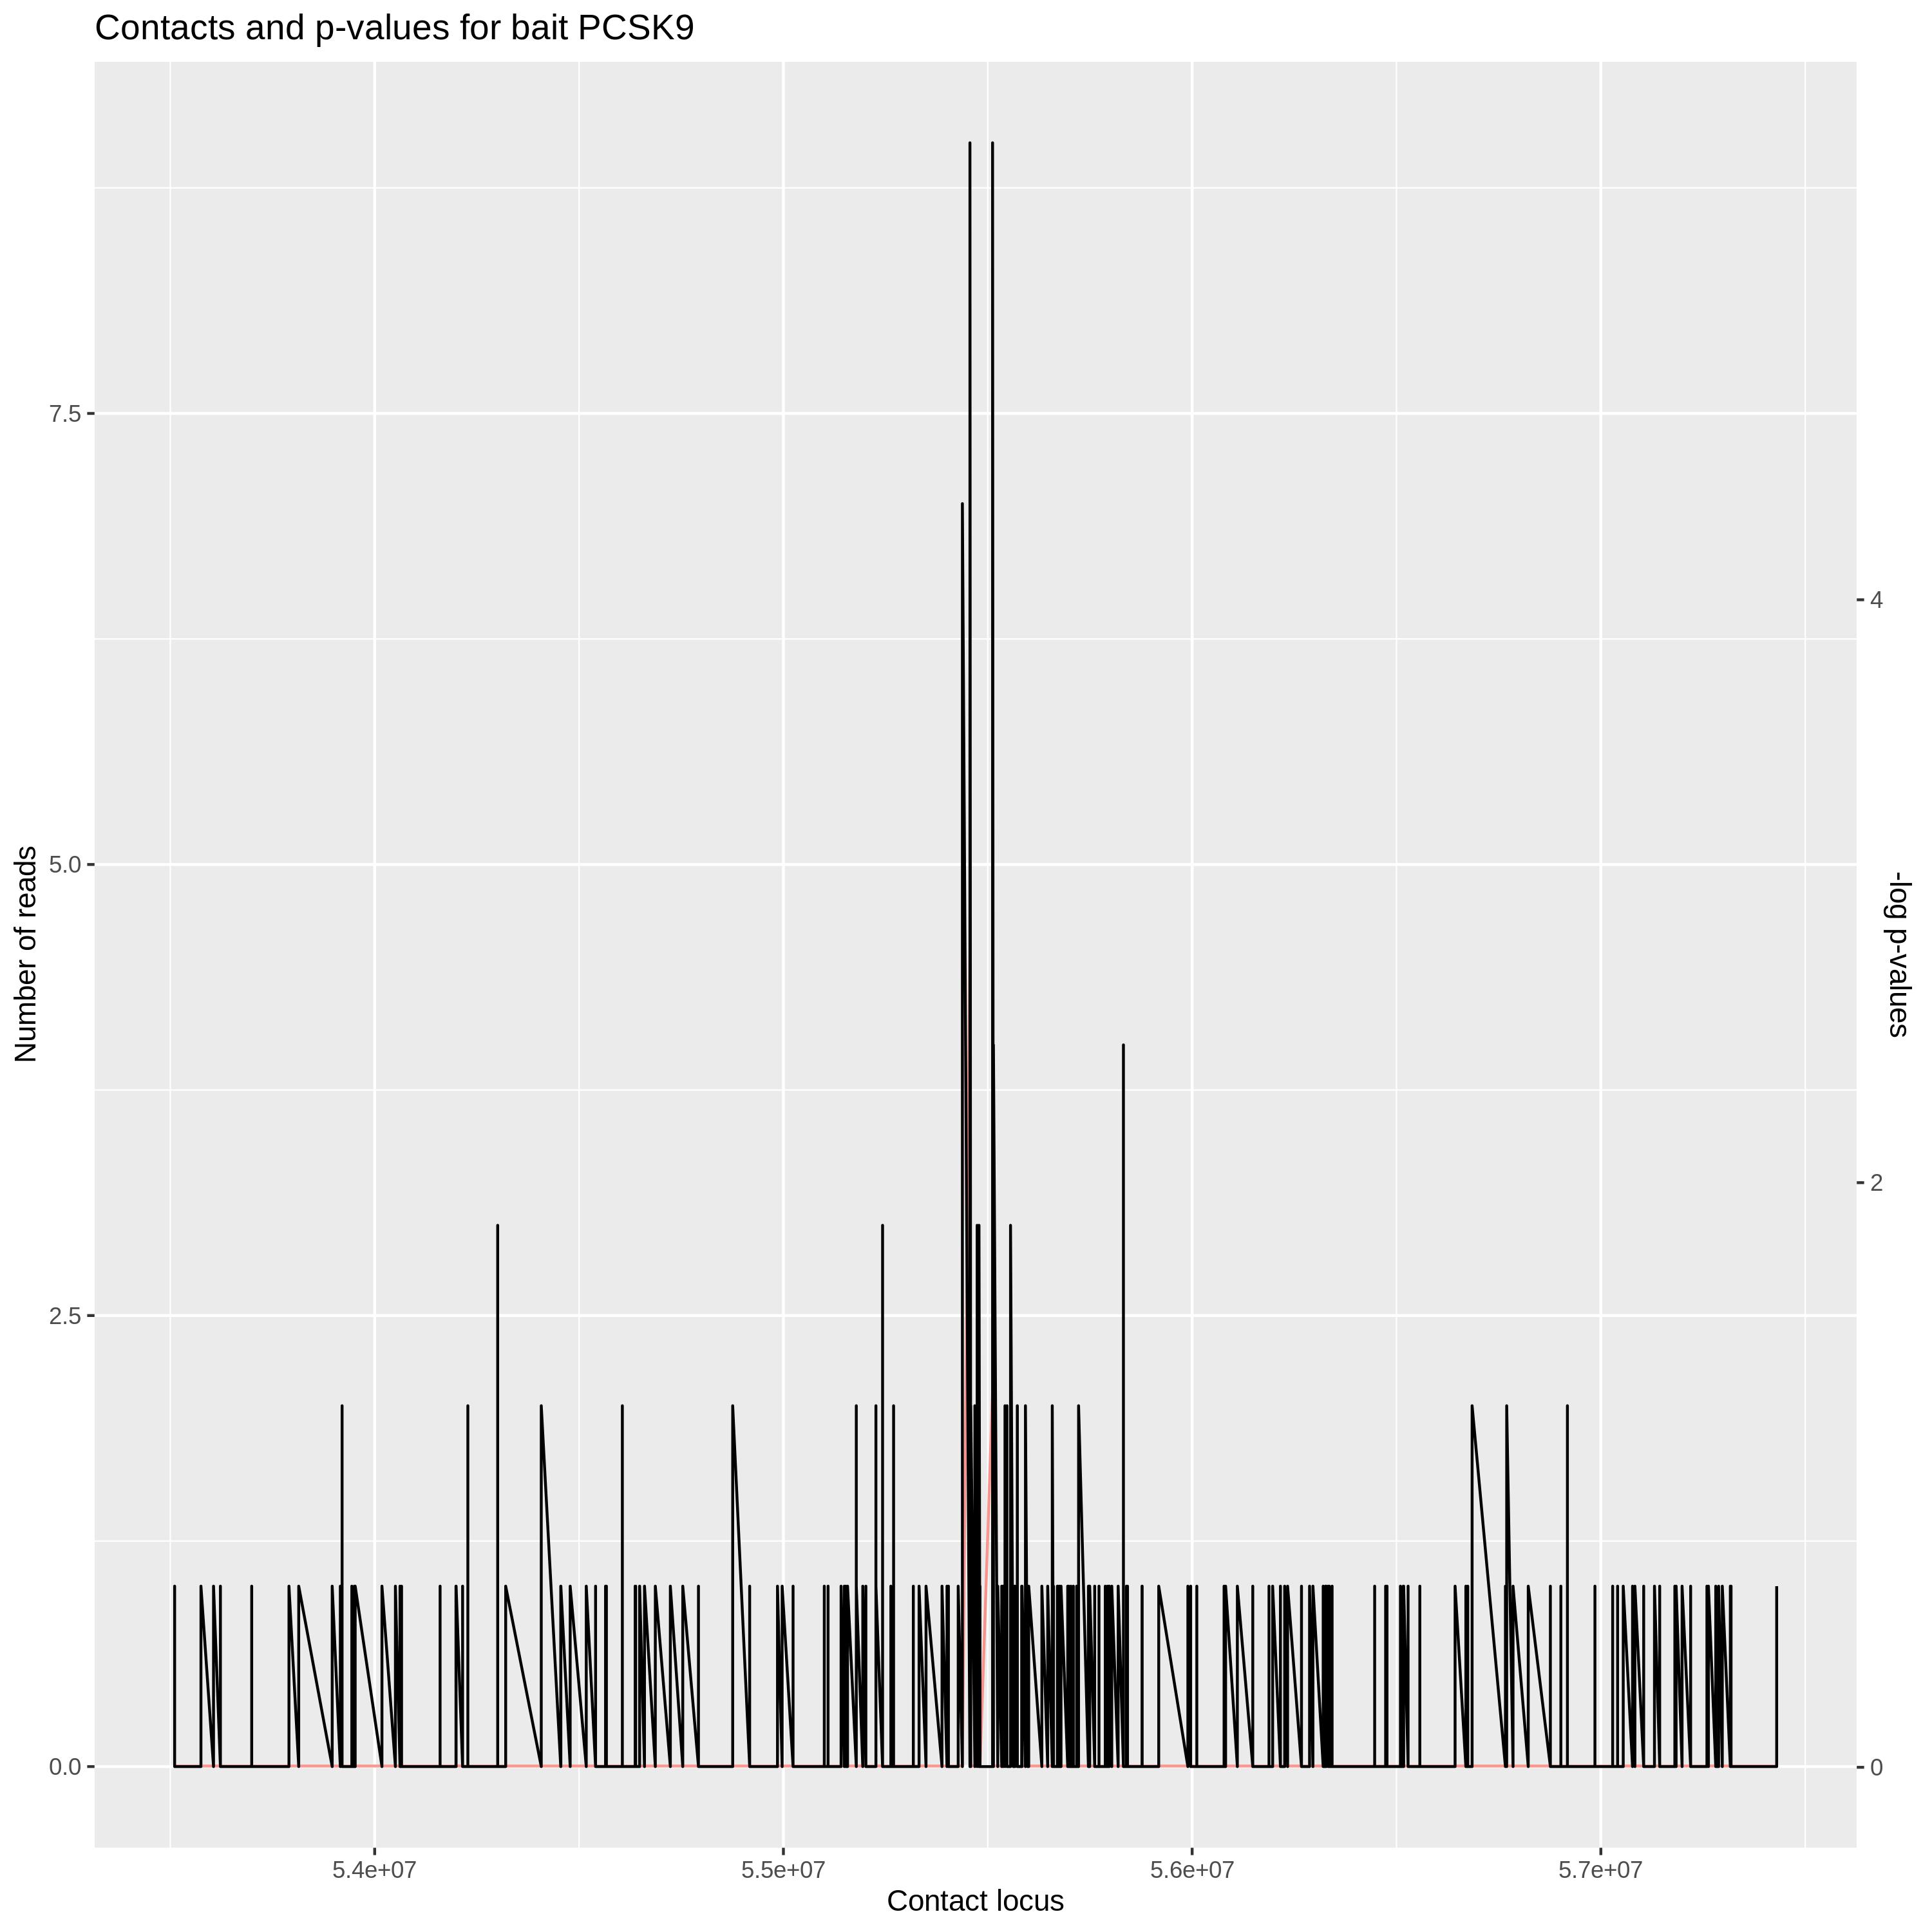 Contacts and p-values for bait PCSK9
Number of reads
7.5
5.0
2.5
0.0
4
2
0
-log p-values
5.4e+07
5.5e+07
5.6e+07
5.7e+07
Contact locus